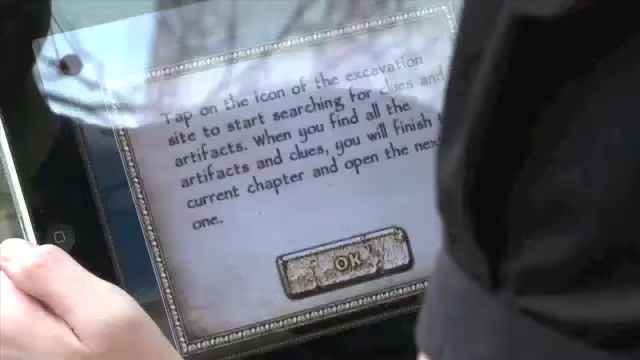 Tap on the icon of the excavation
site to start searching for clues and
artifacts. When you find all the
artifacts and clues, you will finish
current chapter and open the next
one.
OK